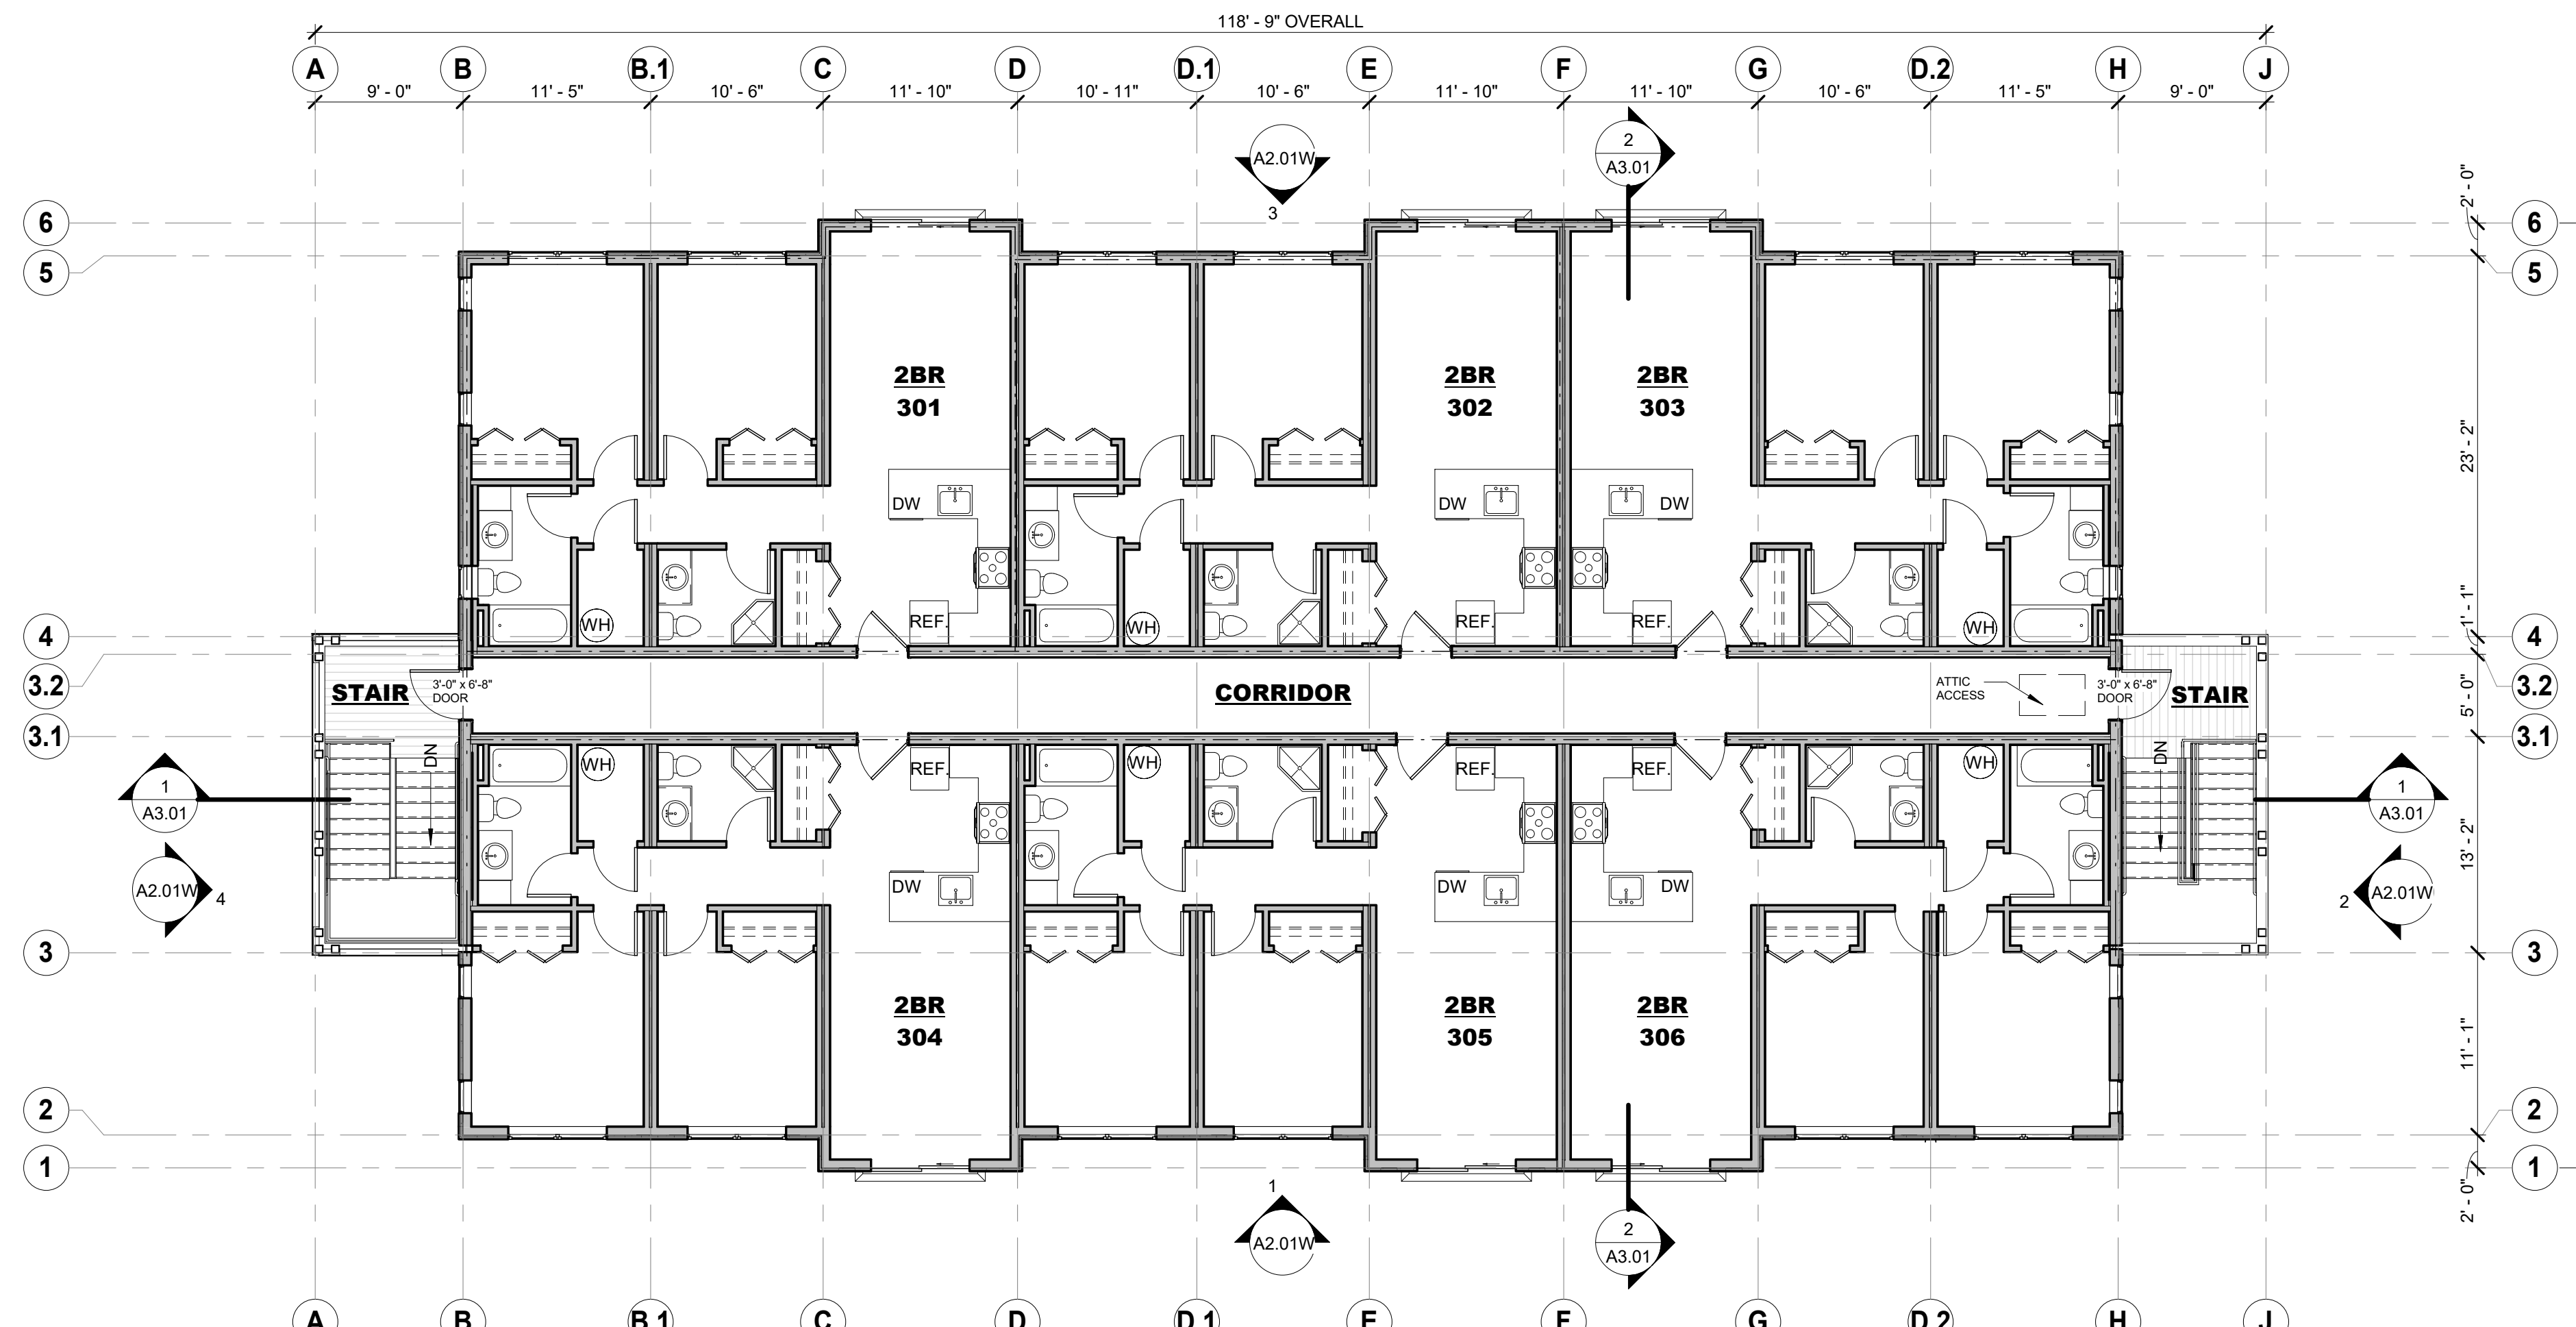 118' - 9" OVERALL
A B B.1 C D D.1 E F G D.2 H J
9' - 0" 11' - 5" 10' - 6" 11' - 10" 10' - 11" 10' - 6" 11' - 10" 11' - 10" 10' - 6" 11' - 5" 9' - 0"
A2.01W
3
2
A3.01
2' - 0"
6 6
5 5
2BR 2BR 2BR
301 302 303
23' - 2"
DW DW DW
REF. REF. REF.
WH WH WH
1' - 1"
4 4
3.2 3.2
STAIR
3'-0" x 6'-8"
DOOR
CORRIDOR
ATTIC
ACCESS
3'-0" x 6'-8"
DOOR
STAIR
5' - 0"
3.1 3.1
DN DN
WH WH WH
REF. REF. REF.
1
A3.01
1
A3.01
13' - 2"
DW DW DW
A2.01W
4
2
A2.01W
3 3
2BR 2BR 2BR
304 305 306
11' - 1"
2 2
1 1
2' - 0"
1
A2.01W
2
A3.01
A B B.1 C D D.1 E F G D.2 H J